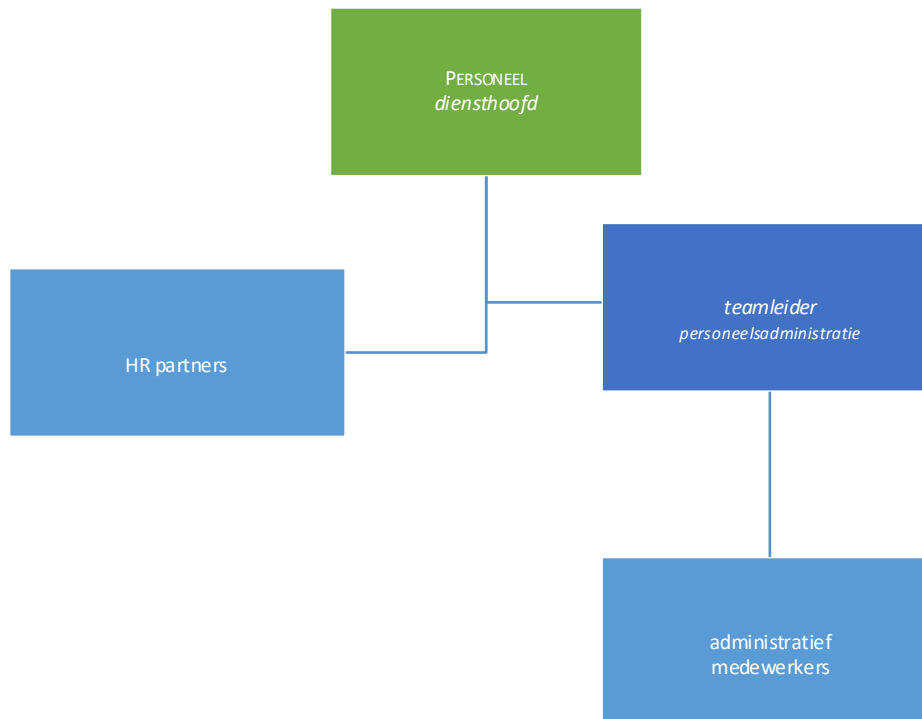 PERSONEEL
diensthoofd
teamleider
personeelsadministratie
HR partners
administratief
medewerkers